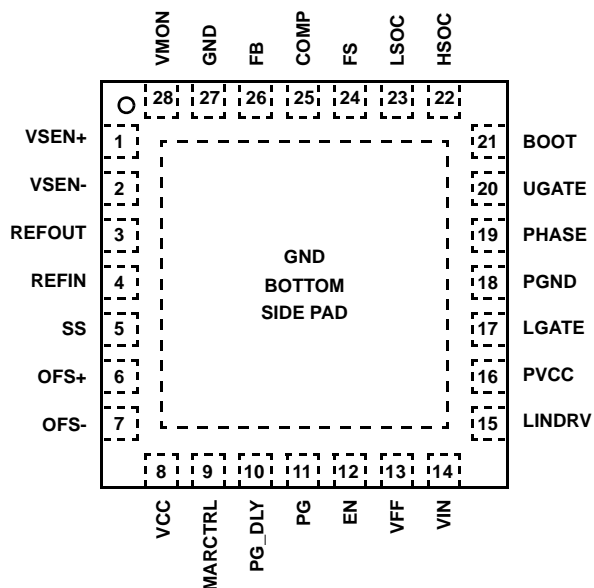 VMON
GND
FB
COMP
FS
LSOC
HSOC
28
27
26
25
24
23
22
VSEN+
1
VSEN-
2
REFOUT
3
REFIN
4
SS
5
OFS+
6
OFS-
7
GND
BOTTOM
SIDE PAD
21
BOOT
20
UGATE
19
PHASE
18
PGND
17
LGATE
16
PVCC
15
LINDRV
8
9
10
11
12
13
14
VCC
MARCTRL
PG_DLY
PG
EN
VFF
VIN